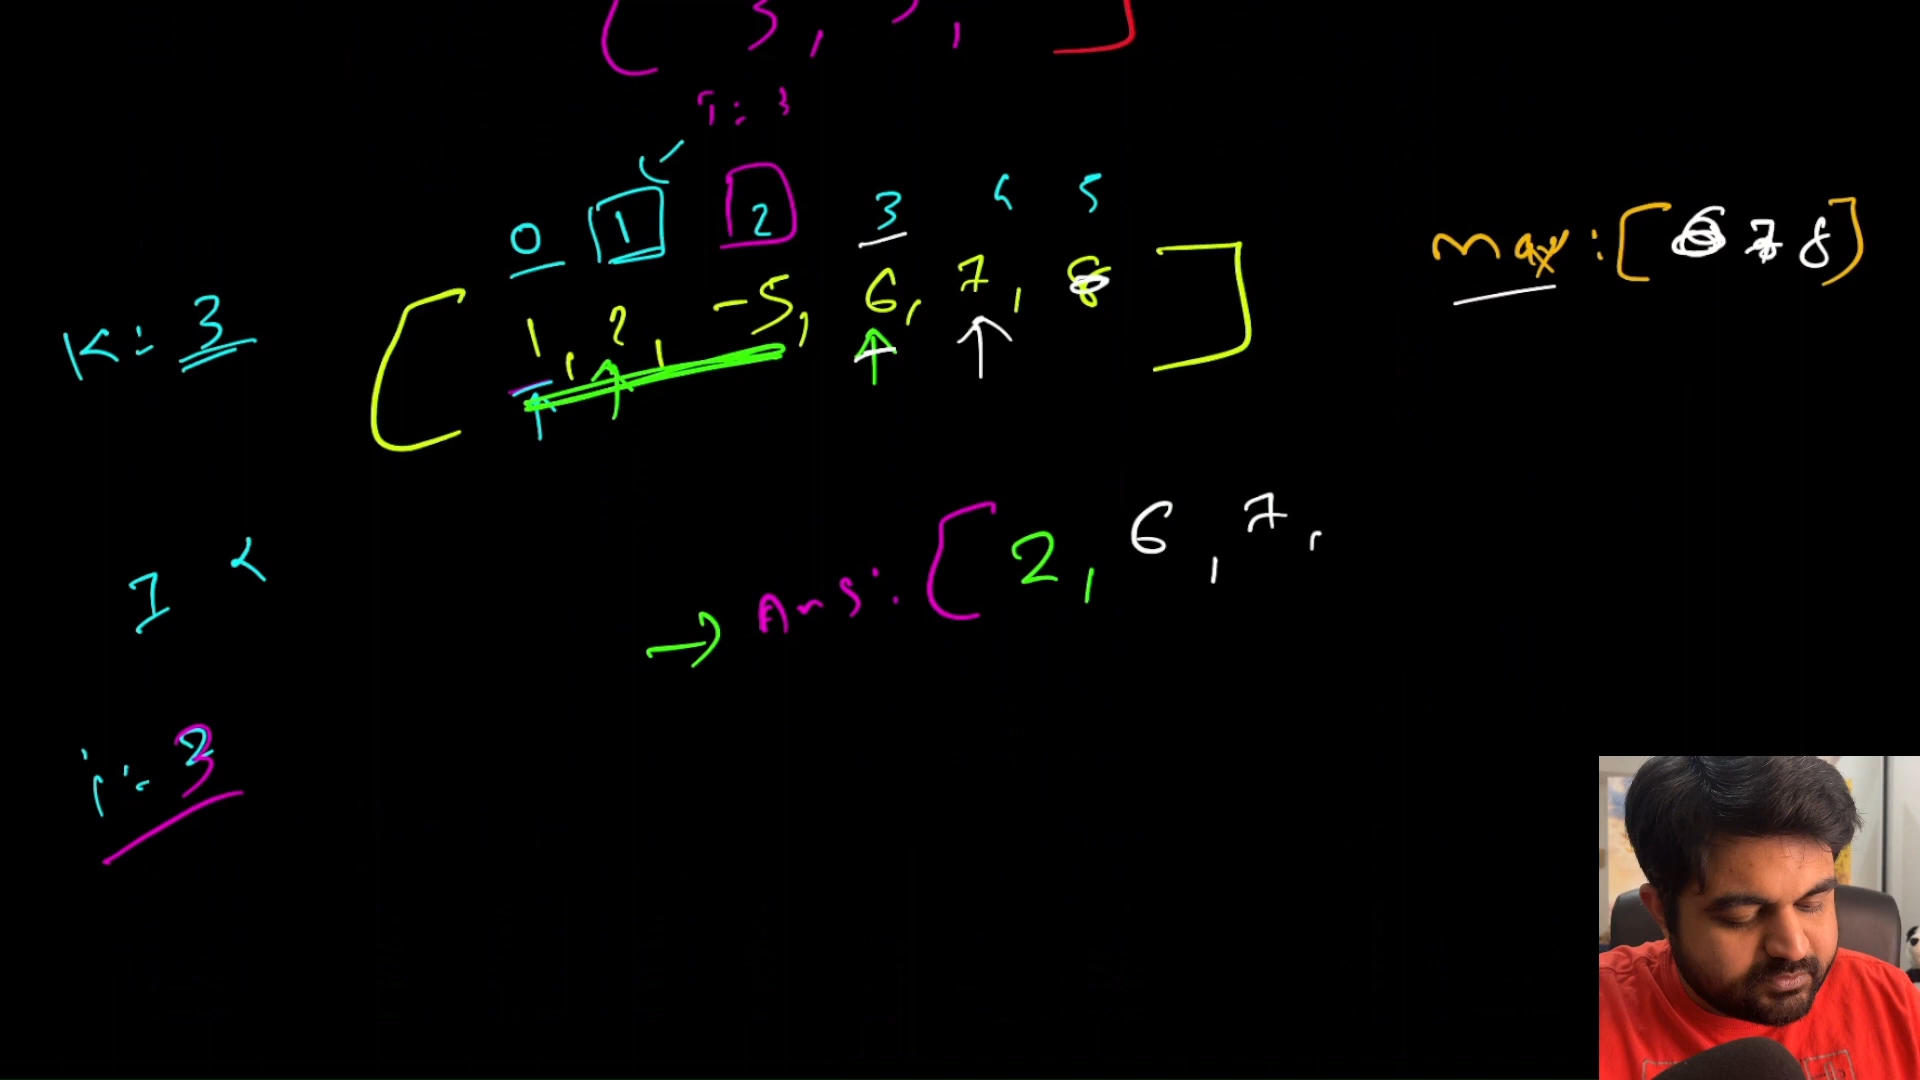 0 1 2 3 4 5
[ 1, 2, -5, 6, 7, 8 ]
max: [ 6 7 8 ]
K: 3
I <
→ Ans: [ 2, 6, 7,
i: 3